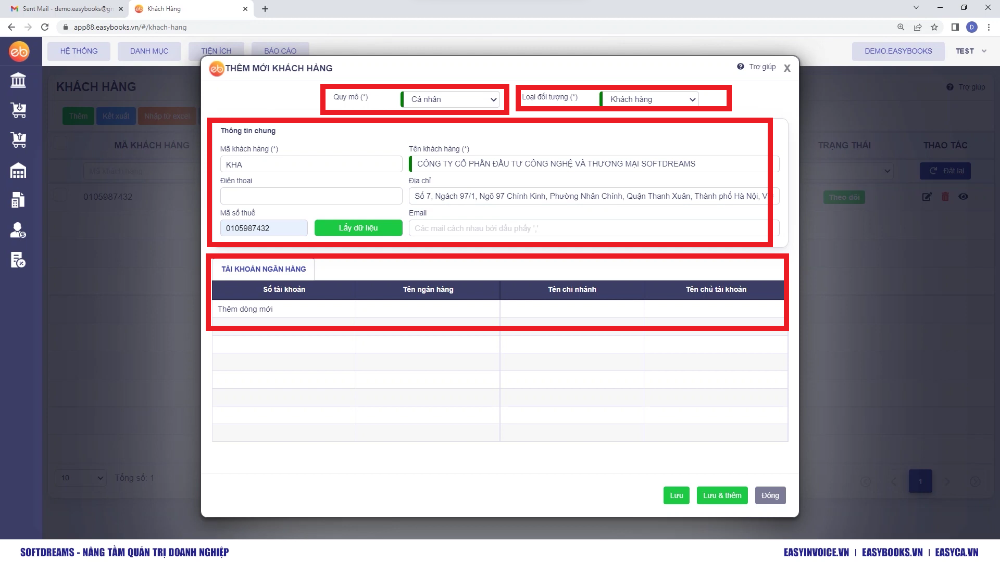 Sent Mail - demo.easybooks@gm
Khách Hàng
app88.easybooks.vn/#/khach-hang
D
eb
HỆ THỐNG
DANH MỤC
TIỆN ÍCH
BÁO CÁO
DEMO.EASYBOOKS
TEST
KHÁCH HÀNG
Trợ giúp
Thêm
Kết xuất
Nhập từ excel
MÃ KHÁCH HÀNG
TRẠNG THÁI
THAO TÁC
Mã khách hàng
Đặt lại
0105987432
Theo dõi
10
Tổng số: 1
1
eb THÊM MỚI KHÁCH HÀNG
Trợ giúp
X
Quy mô (*)
Cá nhân
Loại đối tượng (*)
Khách hàng
Thông tin chung
Mã khách hàng (*)
Tên khách hàng (*)
KHA
CÔNG TY CỔ PHẦN ĐẦU TƯ CÔNG NGHỆ VÀ THƯƠNG MẠI SOFTDREAMS
Điện thoại
Địa chỉ
Số 7, Ngách 97/1, Ngõ 97 Chính Kinh, Phường Nhân Chính, Quận Thanh Xuân, Thành phố Hà Nội,
Mã số thuế
Email
0105987432
Lấy dữ liệu
Các mail cách nhau bởi dấu phẩy ','
TÀI KHOẢN NGÂN HÀNG
Số tài khoản
Tên ngân hàng
Tên chi nhánh
Tên chủ tài khoản
Thêm dòng mới
Lưu
Lưu & thêm
Đóng
SOFTDREAMS - NÂNG TẦM QUẢN TRỊ DOANH NGHIỆP
EASYINVOICE.VN | EASYBOOKS.VN | EASYCA.VN